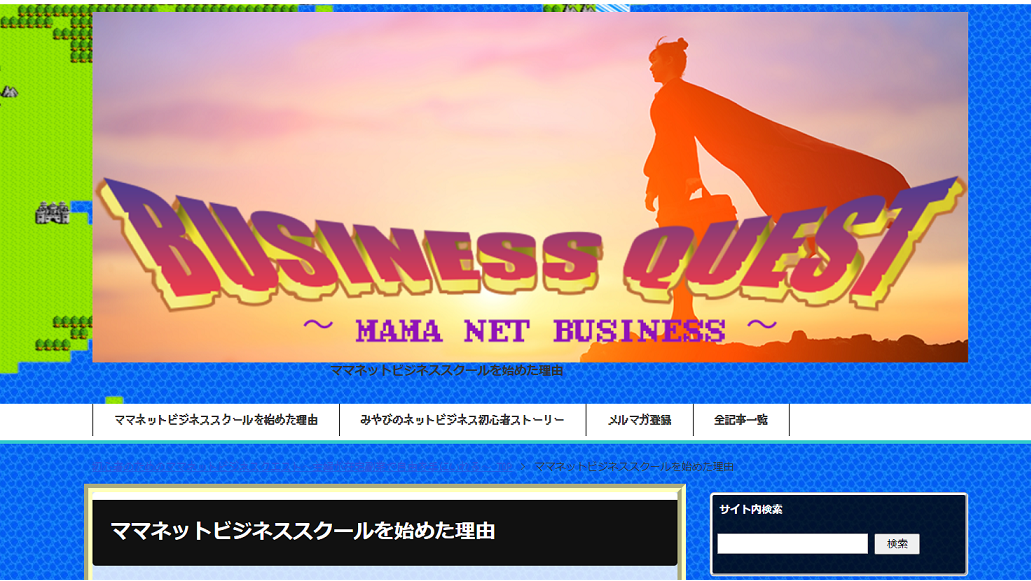 BUSINESS QUEST
～ MAMA NET BUSINESS ～
ママネットビジネススクールを始めた理由
ママネットビジネススクールを始めた理由
みやびのネットビジネス初心者ストーリー
メルマガ登録
全記事一覧
> ママネットビジネススクールを始めた理由
ママネットビジネススクールを始めた理由
サイト内検索
検索